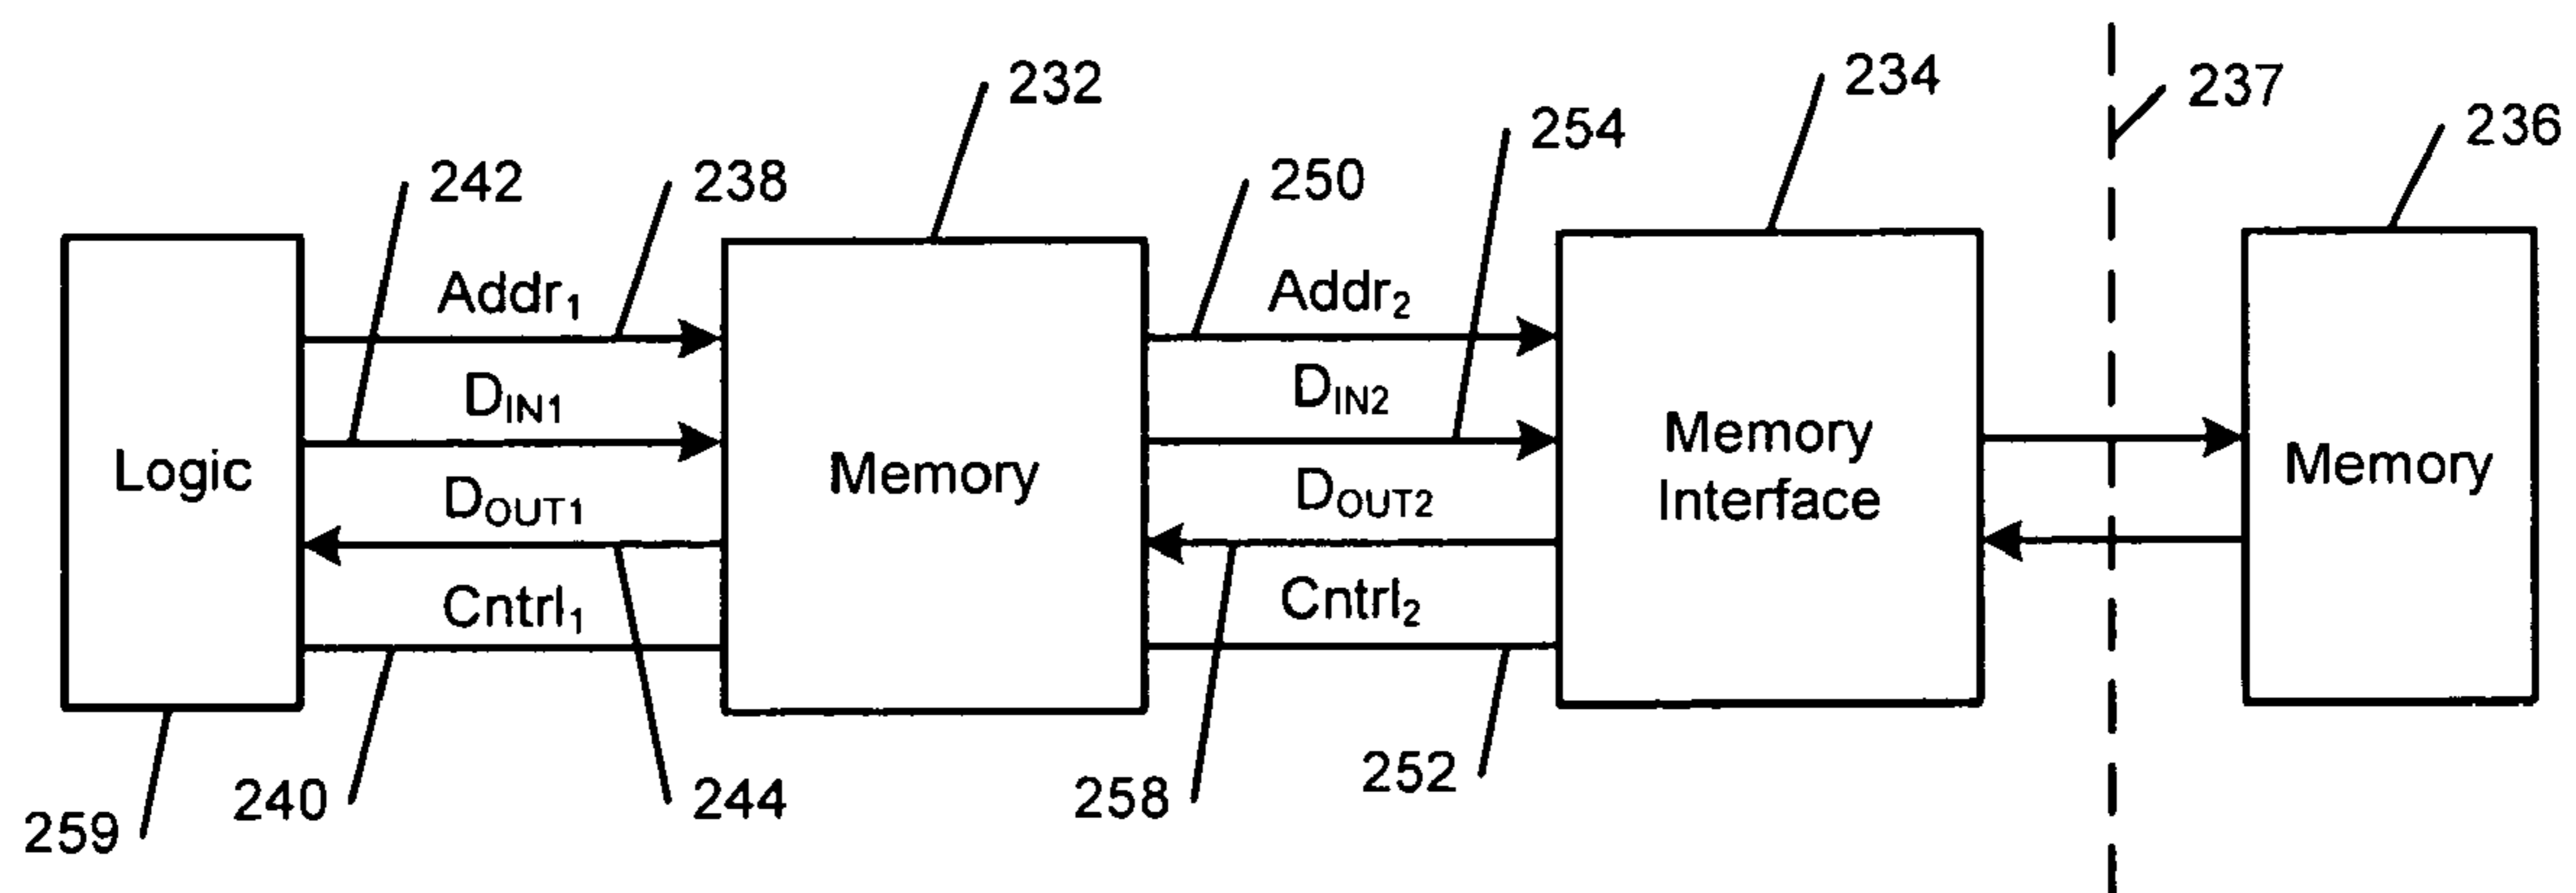 232
234
237
236
254
242
238
250
Addr1
Addr2
DIN1
DIN2
Logic
Memory
Memory
Interface
Memory
DOUT1
DOUT2
Cntrl1
Cntrl2
259
240
244
258
252